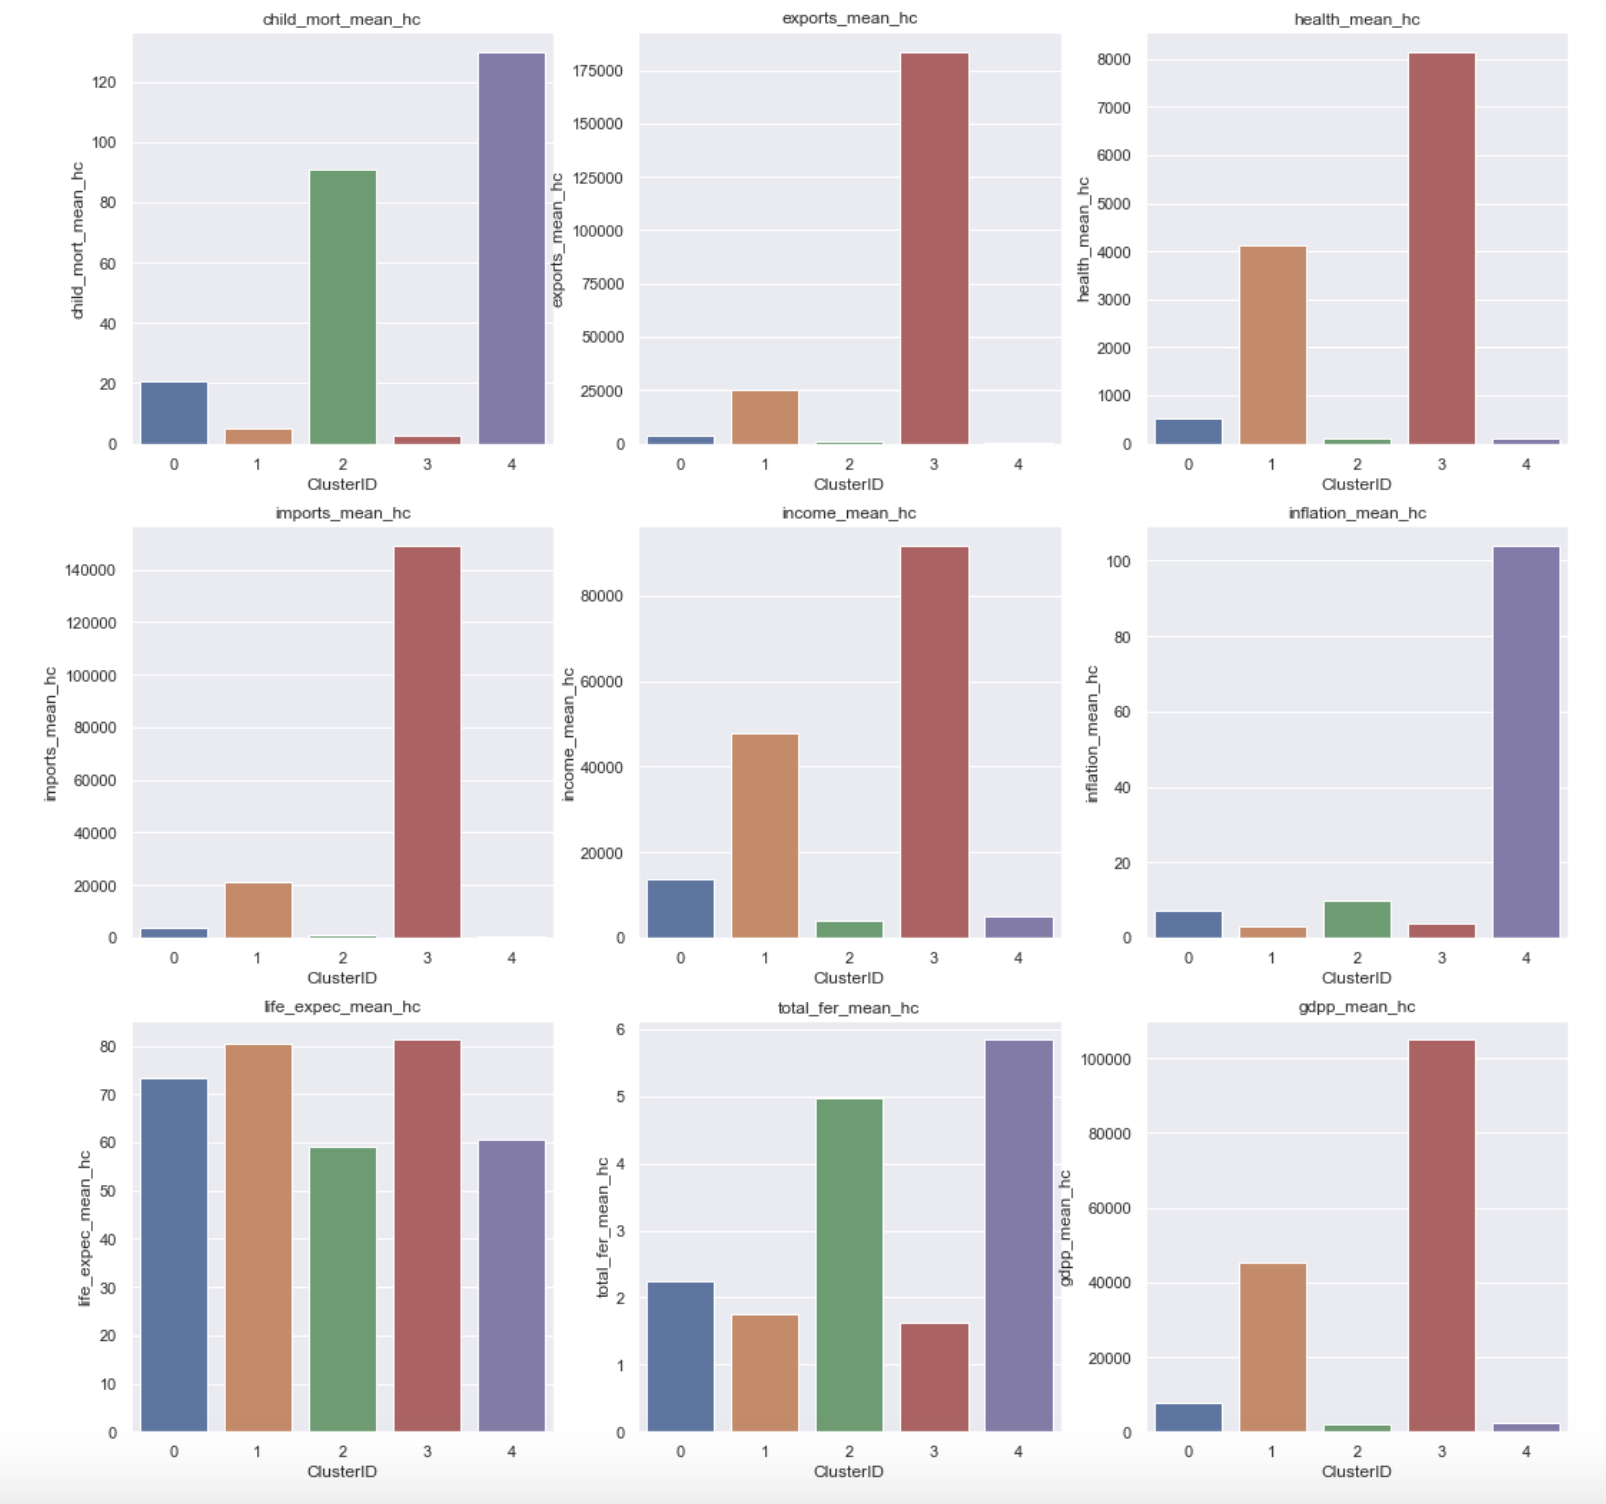 child_mort_mean_hc
child_mort_mean_hc
120
100
80
60
40
20
0
0 1 2 3 4
ClusterID
exports_mean_hc
exports_mean_hc
175000
150000
125000
100000
75000
50000
25000
0
0 1 2 3 4
ClusterID
health_mean_hc
health_mean_hc
8000
7000
6000
5000
4000
3000
2000
1000
0
0 1 2 3 4
ClusterID
imports_mean_hc
imports_mean_hc
140000
120000
100000
80000
60000
40000
20000
0
0 1 2 3 4
ClusterID
income_mean_hc
income_mean_hc
80000
60000
40000
20000
0
0 1 2 3 4
ClusterID
inflation_mean_hc
inflation_mean_hc
100
80
60
40
20
0
0 1 2 3 4
ClusterID
life_expec_mean_hc
life_expec_mean_hc
80
70
60
50
40
30
20
10
0
0 1 2 3 4
ClusterID
total_fer_mean_hc
total_fer_mean_hc
6
5
4
3
2
1
0
0 1 2 3 4
ClusterID
gdpp_mean_hc
gdpp_mean_hc
100000
80000
60000
40000
20000
0
0 1 2 3 4
ClusterID